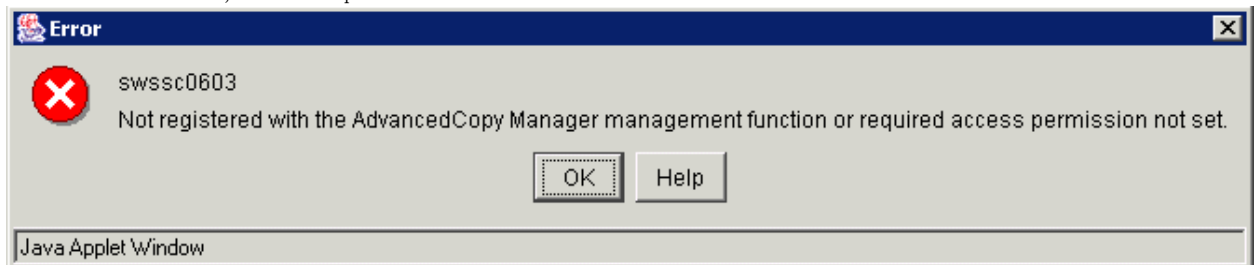 Error
swssc0603
Not registered with the AdvancedCopy Manager management function or required access permission not set.
OK
Help
Java Applet Window